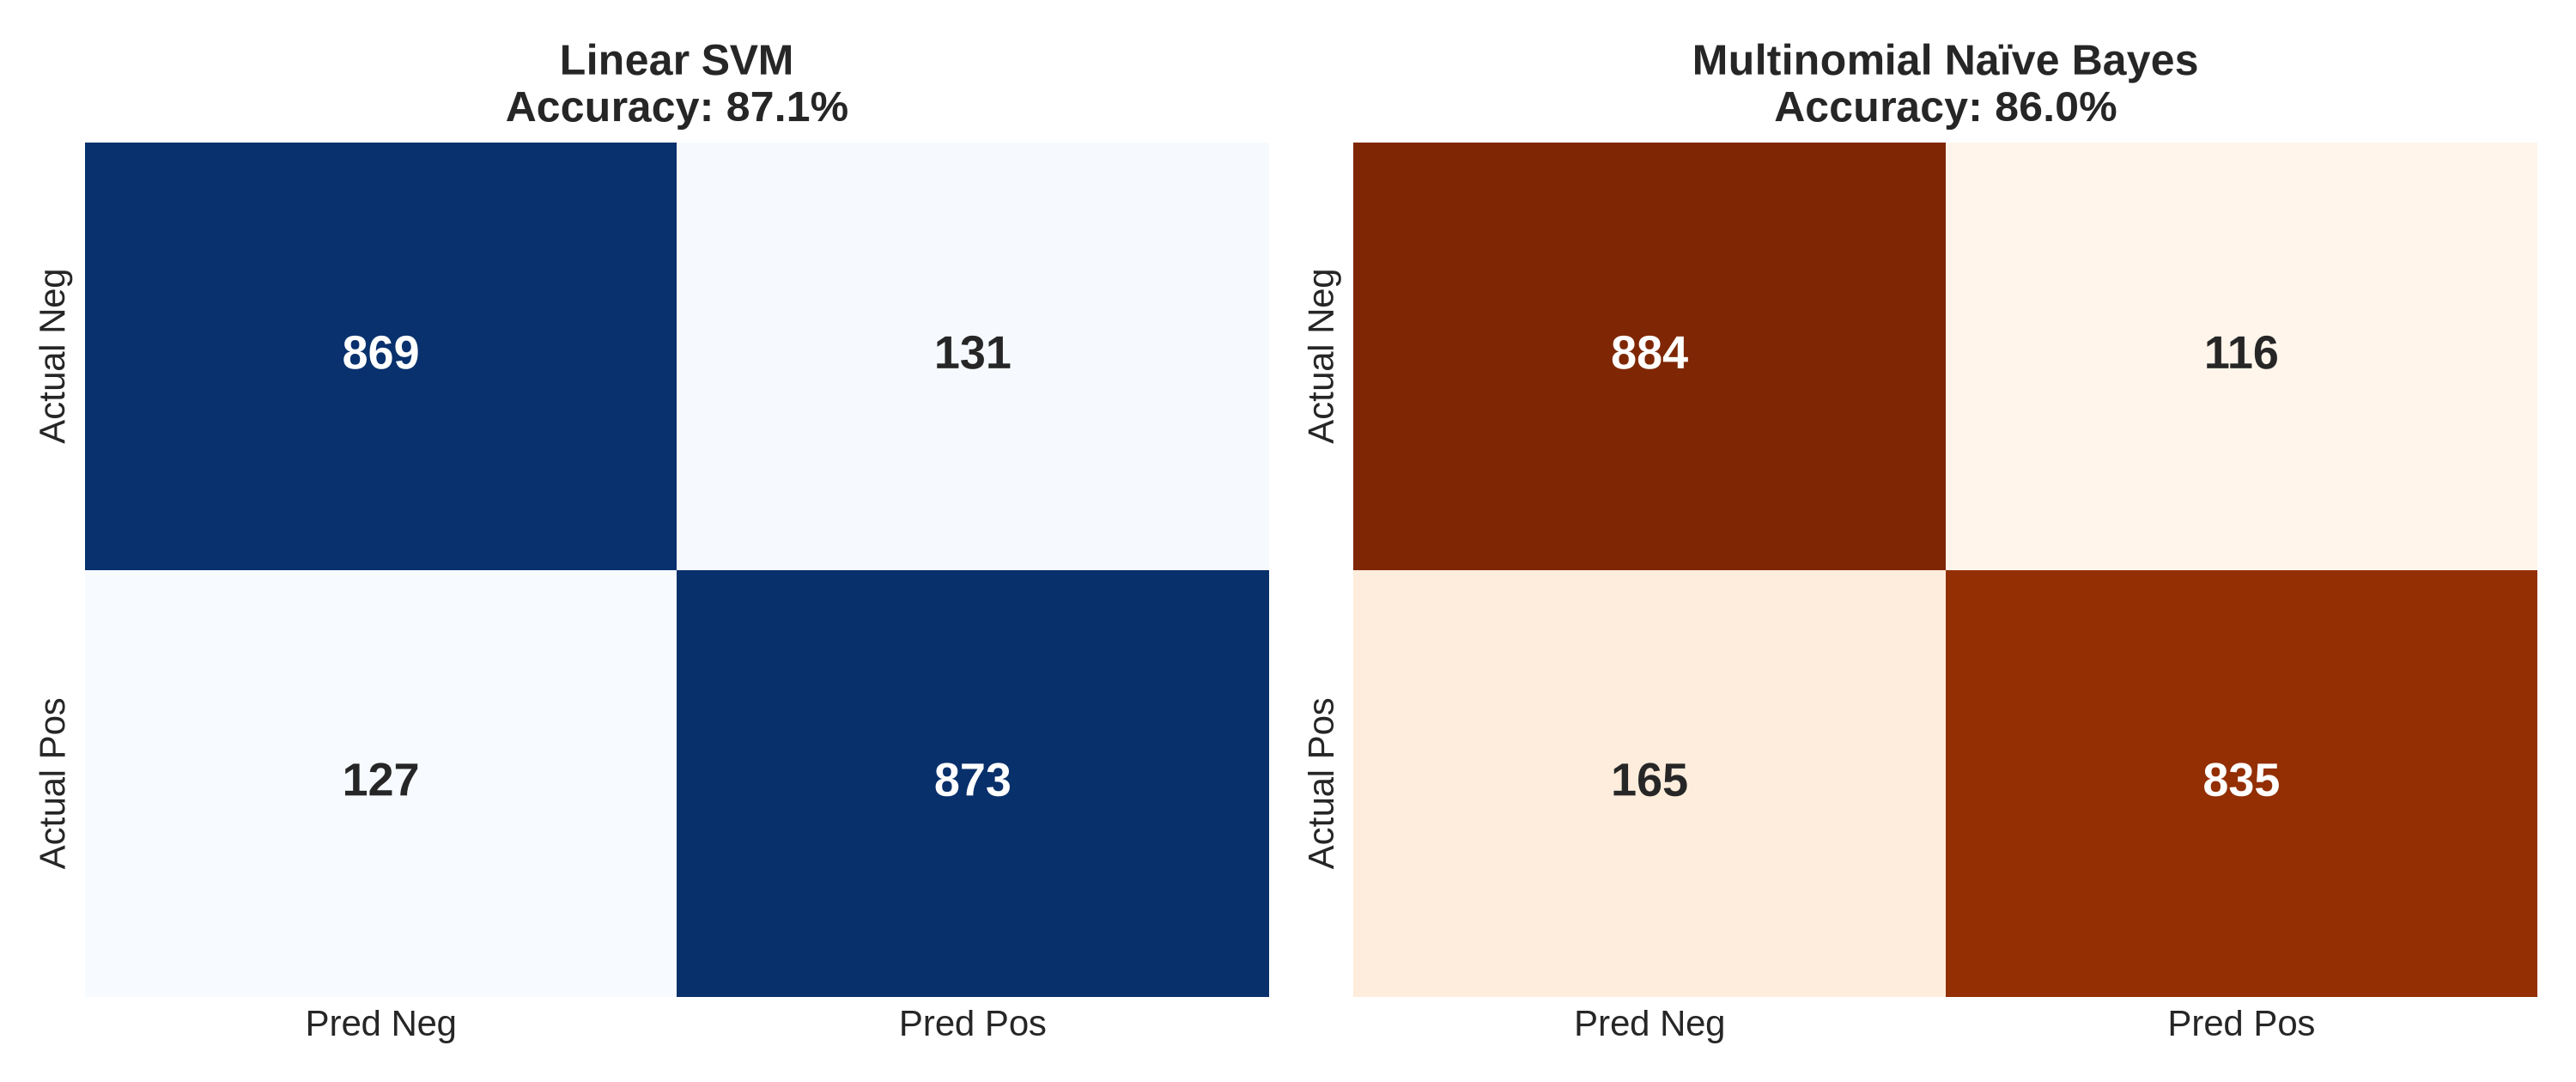 Linear SVM
Accuracy: 87.1%
Actual Neg
869
131
Actual Pos
127
873
Pred Neg
Pred Pos
Multinomial Naïve Bayes
Accuracy: 86.0%
Actual Neg
884
116
Actual Pos
165
835
Pred Neg
Pred Pos